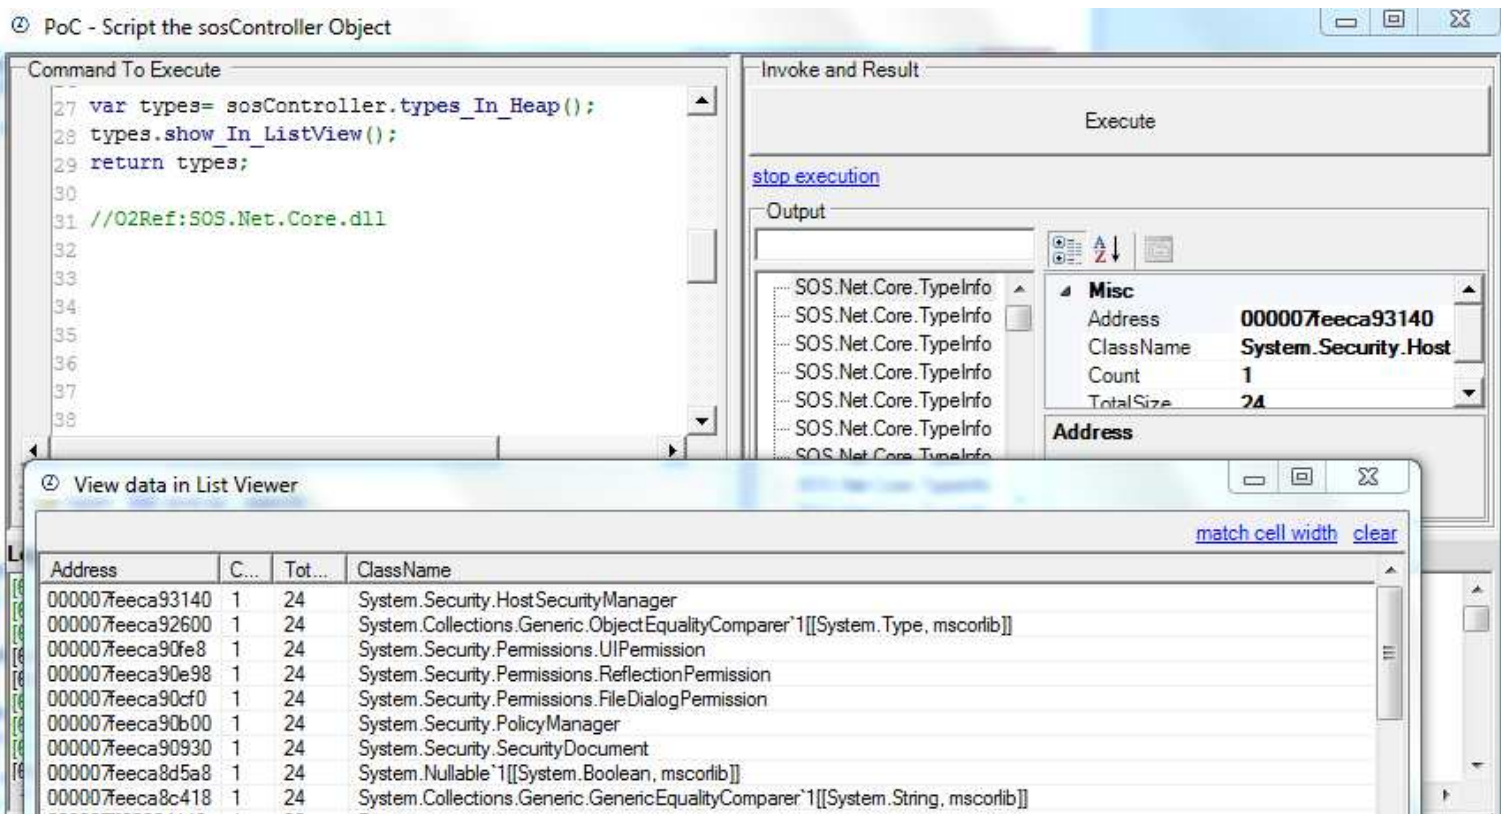 PoC - Script the sosController Object
Command To Execute
27 var types= sosController.types_In_Heap();
28 types.show_In_ListView();
29 return types;
30
31 //O2Ref:SOS.Net.Core.dll
32
33
34
35
36
37
38
Invoke and Result
Execute
stop execution
Output
SOS.Net.Core.TypeInfo
SOS.Net.Core.TypeInfo
SOS.Net.Core.TypeInfo
SOS.Net.Core.TypeInfo
SOS.Net.Core.TypeInfo
SOS.Net.Core.TypeInfo
SOS.Net.Core.TypeInfo
Misc
Address 000007feeca93140
ClassName System.Security.Host
Count 1
TotalSize 24
Address
View data in List Viewer
match cell width clear
Address C... Tot... ClassName
000007feeca93140 1 24 System.Security.HostSecurityManager
000007feeca92600 1 24 System.Collections.Generic.ObjectEqualityComparer`1[[System.Type, mscorlib]]
000007feeca90fe8 1 24 System.Security.Permissions.UIPermission
000007feeca90e98 1 24 System.Security.Permissions.ReflectionPermission
000007feeca90cf0 1 24 System.Security.Permissions.FileDialogPermission
000007feeca90b00 1 24 System.Security.PolicyManager
000007feeca90930 1 24 System.Security.SecurityDocument
000007feeca8d5a8 1 24 System.Nullable`1[[System.Boolean, mscorlib]]
000007feeca8c418 1 24 System.Collections.Generic.GenericEqualityComparer`1[[System.String, mscorlib]]